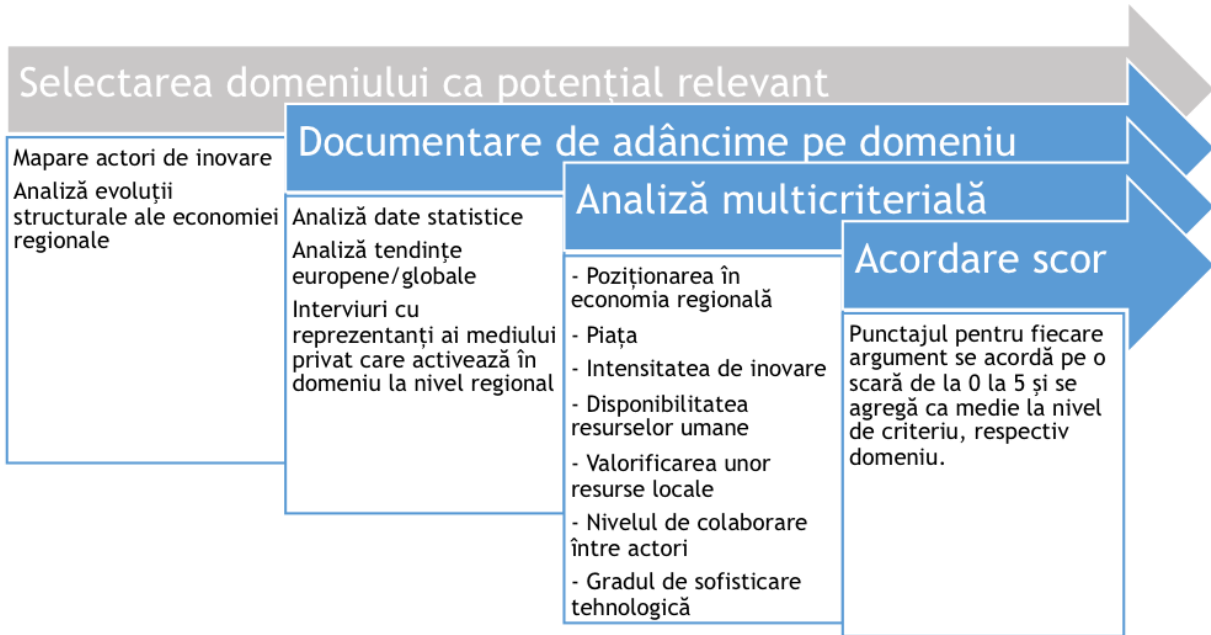 Selectarea domeniului ca potențial relevant
Mapare actori de inovare
Analiză evoluții
structurale ale economiei
regionale
Documentare de adâncime pe domeniu
Analiză date statistice
Analiză tendințe
europene/globale
Interviuri cu
reprezentanți ai mediului
privat care activează în
domeniu la nivel regional
Analiză multicriterială
- Poziționarea în
economia regională
- Piața
- Intensitatea de inovare
- Disponibilitatea
resurselor umane
- Valorificarea unor
resurse locale
- Nivelul de colaborare
între actori
- Gradul de sofisticare
tehnologică
Acordare scor
Punctajul pentru fiecare
argument se acordă pe o
scară de la 0 la 5 și se
agregă ca medie la nivel
de criteriu, respectiv
domeniu.